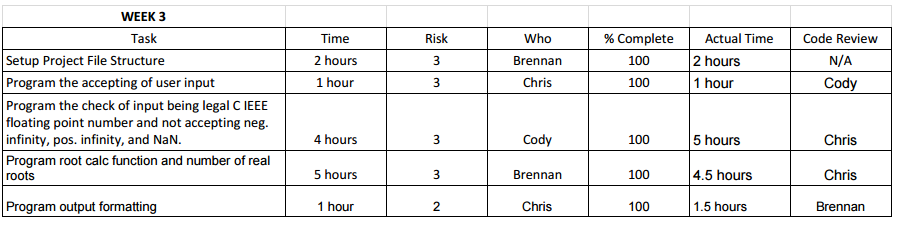 WEEK 3
Task Time Risk Who % Complete Actual Time Code Review
Setup Project File Structure 2 hours 3 Brennan 100 2 hours N/A
Program the accepting of user input 1 hour 3 Chris 100 1 hour Cody
Program the check of input being legal C IEEE
floating point number and not accepting neg.
infinity, pos. infinity, and NaN. 4 hours 3 Cody 100 5 hours Chris
Program root calc function and number of real
roots 5 hours 3 Brennan 100 4.5 hours Chris
Program output formatting 1 hour 2 Chris 100 1.5 hours Brennan